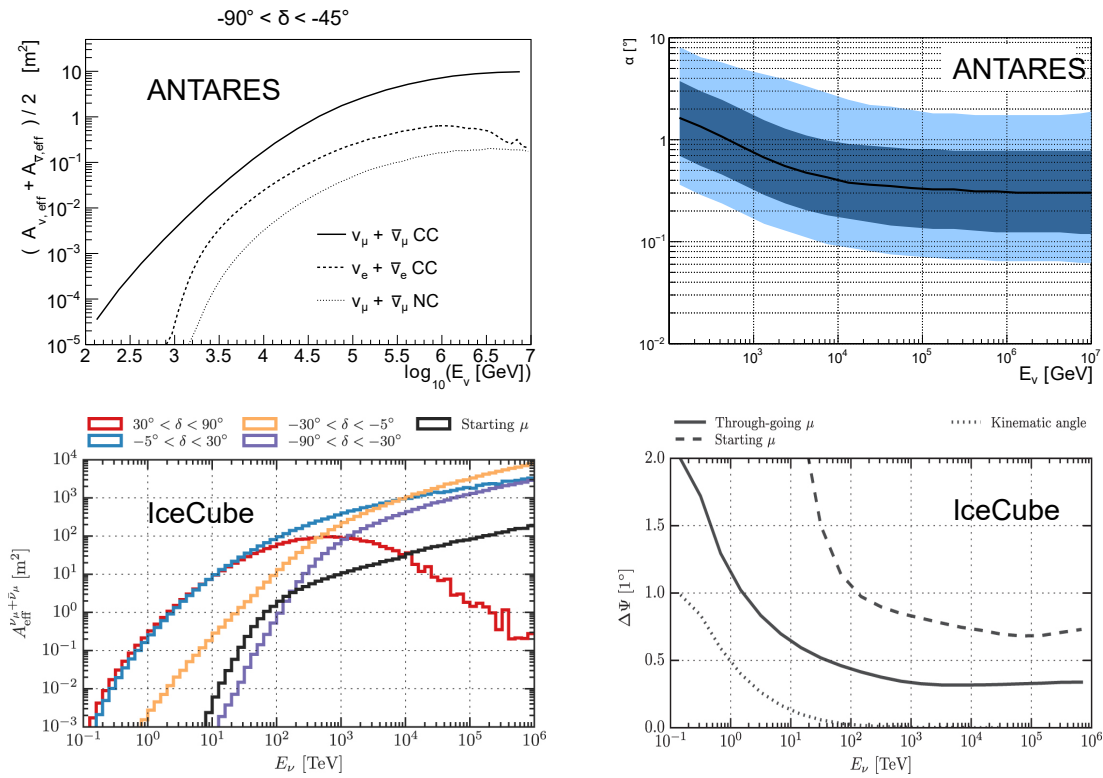 -90° < δ < -45°
( A_ν,eff + A_ν̄,eff ) / 2 [m²]
10
1
10⁻¹
10⁻²
10⁻³
10⁻⁴
10⁻⁵
ANTARES
ν_μ + ν̄_μ CC
ν_e + ν̄_e CC
ν_μ + ν̄_μ NC
2 2.5 3 3.5 4 4.5 5 5.5 6 6.5 7
log₁₀(E_ν [GeV])
α [°]
10
1
10⁻¹
10⁻²
ANTARES
10³ 10⁴ 10⁵ 10⁶ 10⁷
E_ν [GeV]
30° < δ < 90°
−5° < δ < 30°
−30° < δ < −5°
−90° < δ < −30°
Starting μ
A_eff^ν_μ+ν̄_μ [m²]
10⁴
10³
10²
10¹
10⁰
10⁻¹
10⁻²
10⁻³
IceCube
10⁻¹ 10⁰ 10¹ 10² 10³ 10⁴ 10⁵ 10⁶
E_ν [TeV]
Through-going μ
Starting μ
Kinematic angle
ΔΨ [1°]
2.0
1.5
1.0
0.5
0.0
IceCube
10⁻¹ 10⁰ 10¹ 10² 10³ 10⁴ 10⁵ 10⁶
E_ν [TeV]